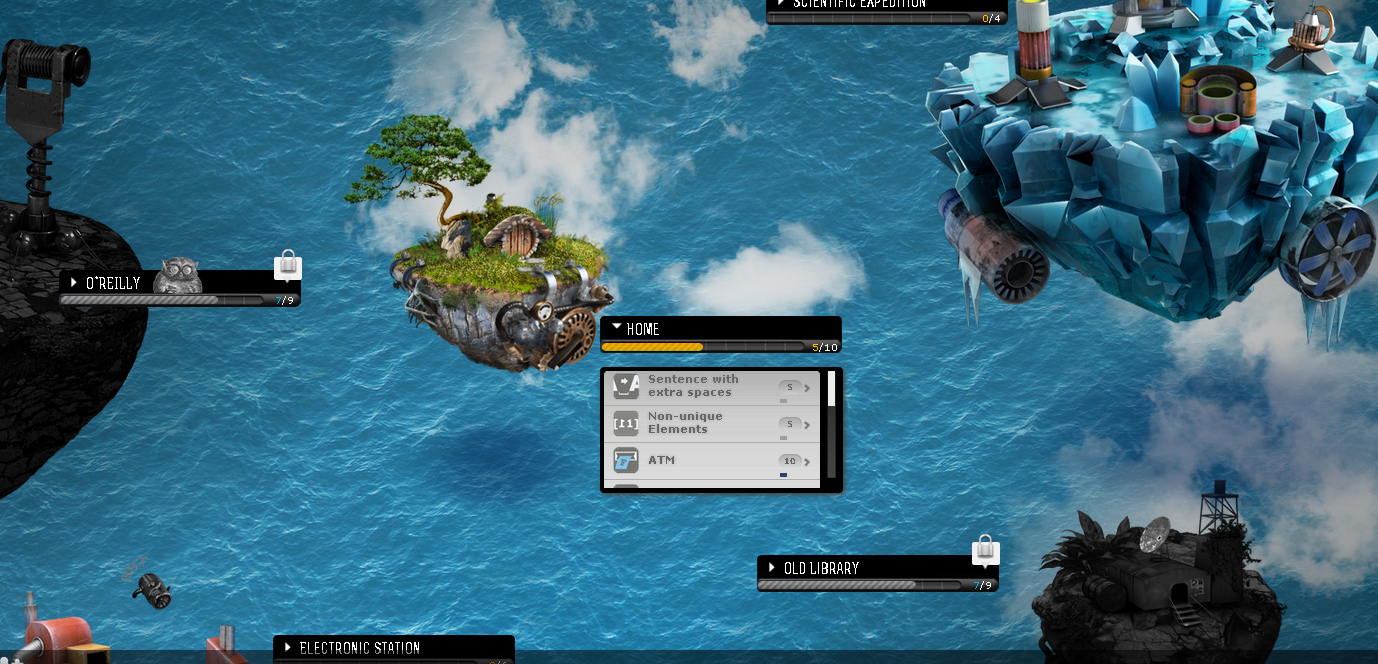 SCIENTIFIC EXPEDITION
0/4
O'REILLY
7/9
HOME
5/10
Sentence with
extra spaces
5
Non-unique
Elements
5
ATM
10
OLD LIBRARY
7/9
ELECTRONIC STATION